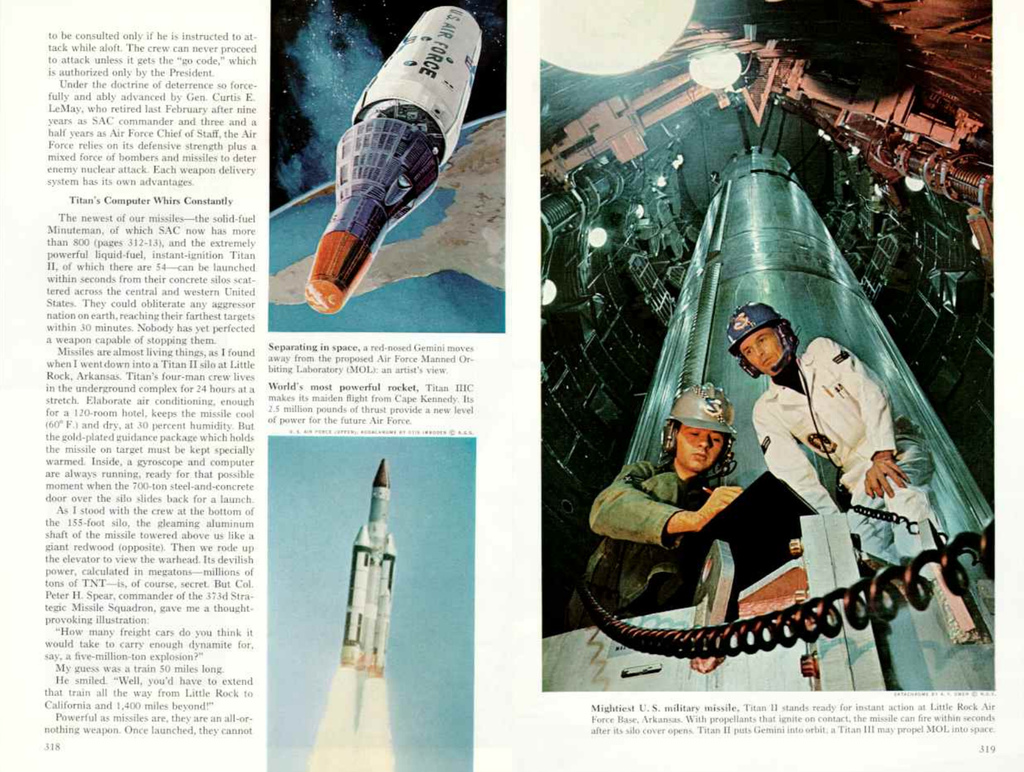 to be consulted only if he is instructed to at-
tack while aloft. The crew can never proceed
to attack unless it gets the "go code," which
is authorized only by the President.
Under the doctrine of deterrence so force-
fully and ably advanced by Gen. Curtis E.
LeMay, who retired last February after nine
years as SAC commander and three and a
half years as Air Force Chief of Staff, the Air
Force relies on its defensive strength plus a
mixed force of bombers and missiles to deter
enemy nuclear attack. Each weapon delivery
system has its own advantages.
Titan's Computer Whirs Constantly
The newest of our missiles—the solid-fuel
Minuteman, of which SAC now has more
than 800 (pages 312-13), and the extremely
powerful liquid-fuel, instant-ignition Titan
II, of which there are 54—can be launched
within seconds from their concrete silos scat-
tered across the central and western United
States. They could obliterate any aggressor
nation on earth, reaching their farthest targets
within 30 minutes. Nobody has yet perfected
a weapon capable of stopping them.
Missiles are almost living things, as I found
when I went down into a Titan II silo at Little
Rock, Arkansas. Titan's four-man crew lives
in the underground complex for 24 hours at a
stretch. Elaborate air conditioning, enough
for a 120-room hotel, keeps the missile cool
(60° F.) and dry, at 30 percent humidity. But
the gold-plated guidance package which holds
the missile on target must be kept specially
warmed. Inside, a gyroscope and computer
are always running, ready for that possible
moment when the 700-ton steel-and-concrete
door over the silo slides back for a launch.
As I stood with the crew at the bottom of
the 155-foot silo, the gleaming aluminum
shaft of the missile towered above us like a
giant redwood (opposite). Then we rode up
the elevator to view the warhead. Its devilish
power, calculated in megatons—millions of
tons of TNT—is, of course, secret. But Col.
Peter H. Spear, commander of the 373d Stra-
tegic Missile Squadron, gave me a thought-
provoking illustration:
"How many freight cars do you think it
would take to carry enough dynamite for,
say, a five-million-ton explosion?"
My guess was a train 50 miles long.
He smiled. "Well, you'd have to extend
that train all the way from Little Rock to
California and 1,400 miles beyond!"
Powerful as missiles are, they are an all-or-
nothing weapon. Once launched, they cannot
318
U.S. AIR FORCE
Separating in space, a red-nosed Gemini moves
away from the proposed Air Force Manned Or-
biting Laboratory (MOL): an artist's view.
World's most powerful rocket, Titan IIIC
makes its maiden flight from Cape Kennedy. Its
2.5 million pounds of thrust provide a new level
of power for the future Air Force.
U. S. AIR FORCE (UPPER); KODACHROME BY OTIS IMBODEN © N.G.S.
© N.G.S.
Mightiest U. S. military missile, Titan II stands ready for instant action at Little Rock Air
Force Base, Arkansas. With propellants that ignite on contact, the missile can fire within seconds
after its silo cover opens. Titan II puts Gemini into orbit; a Titan III may propel MOL into space.
319